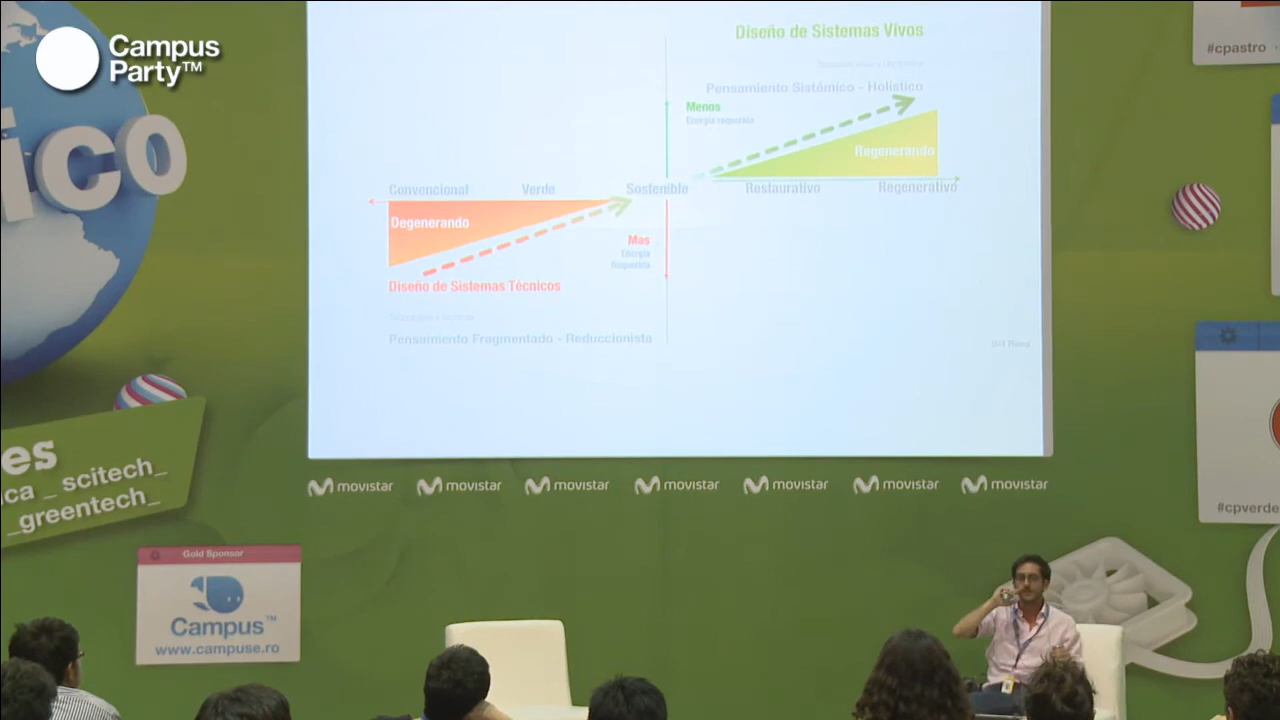 Campus
Party™
ico
es
ca _ scitech_
_greentech_
Gold Sponsor
Campus™
www.campuse.ro
Diseño de Sistemas Vivos
Pensamiento Sistémico - Holístico
Menos
Energía requerida
Regenerando
Convencional Verde Sostenible Restaurativo Regenerativo
Degenerando
Mas
Energía
Requerida
Diseño de Sistemas Técnicos
Pensamiento Fragmentado - Reduccionista
movistar movistar movistar movistar movistar movistar movistar
#cpastro
#cpverde